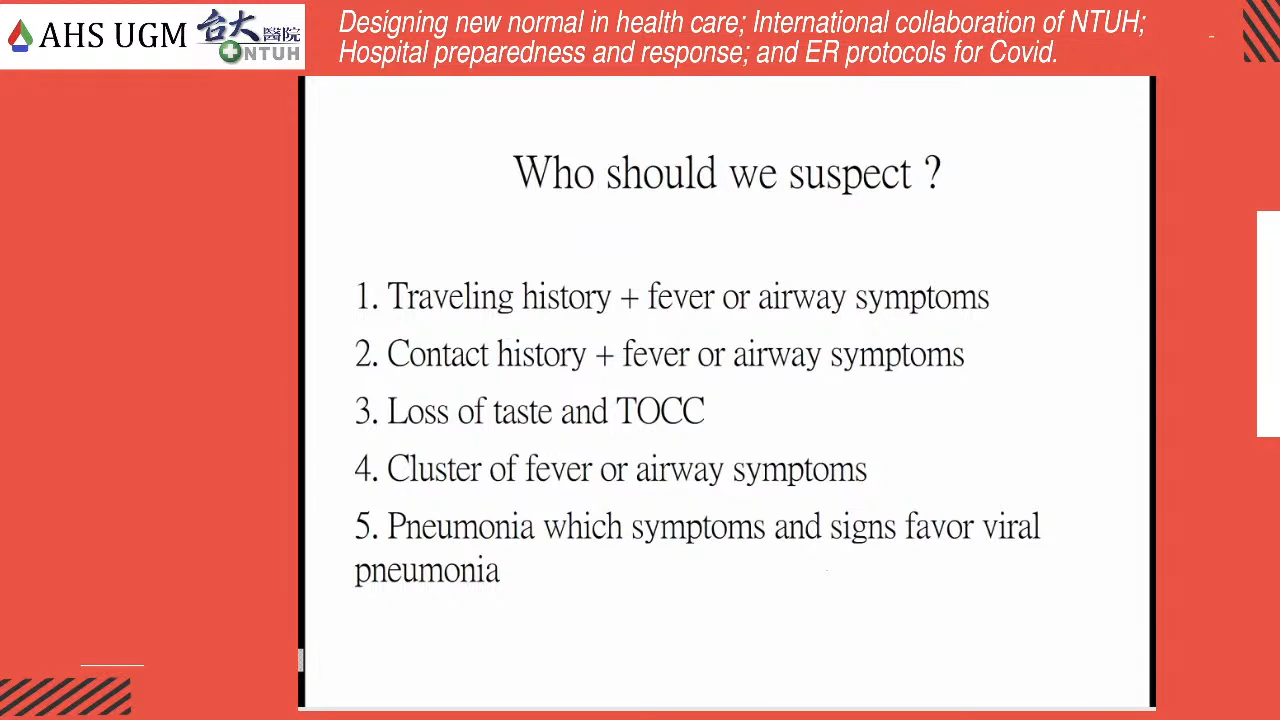 AHS UGM
台大醫院
NTUH
Designing new normal in health care; International collaboration of NTUH;
Hospital preparedness and response; and ER protocols for Covid.
Who should we suspect ?
1. Traveling history + fever or airway symptoms
2. Contact history + fever or airway symptoms
3. Loss of taste and TOCC
4. Cluster of fever or airway symptoms
5. Pneumonia which symptoms and signs favor viral
pneumonia